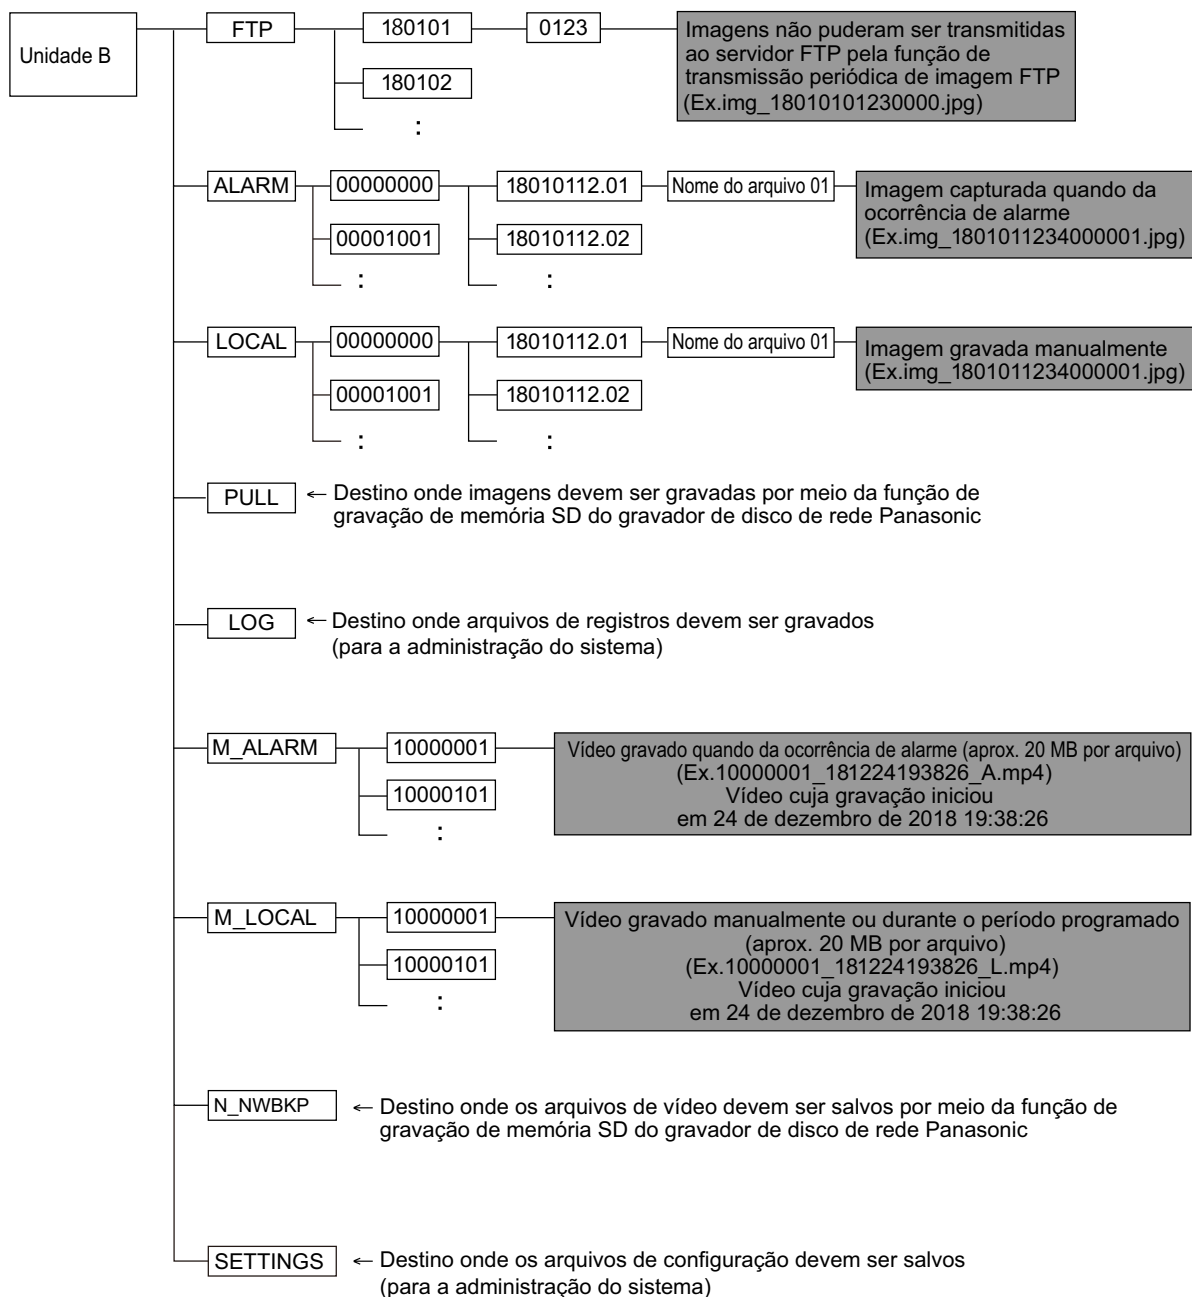 Unidade B
FTP
180101
0123
Imagens não puderam ser transmitidas
ao servidor FTP pela função de
transmissão periódica de imagem FTP
(Ex.img_18010101230000.jpg)
180102
:
ALARM
00000000
18010112.01
Nome do arquivo 01
Imagem capturada quando da
ocorrência de alarme
(Ex.img_1801011234000001.jpg)
00001001
18010112.02
:
:
LOCAL
00000000
18010112.01
Nome do arquivo 01
Imagem gravada manualmente
(Ex.img_1801011234000001.jpg)
00001001
18010112.02
:
:
PULL
← Destino onde imagens devem ser gravadas por meio da função de
gravação de memória SD do gravador de disco de rede Panasonic
LOG
← Destino onde arquivos de registros devem ser gravados
(para a administração do sistema)
M_ALARM
10000001
Vídeo gravado quando da ocorrência de alarme (aprox. 20 MB por arquivo)
(Ex.10000001_181224193826_A.mp4)
Vídeo cuja gravação iniciou
em 24 de dezembro de 2018 19:38:26
10000101
:
M_LOCAL
10000001
Vídeo gravado manualmente ou durante o período programado
(aprox. 20 MB por arquivo)
(Ex.10000001_181224193826_L.mp4)
Vídeo cuja gravação iniciou
em 24 de dezembro de 2018 19:38:26
10000101
:
N_NWBKP
← Destino onde os arquivos de vídeo devem ser salvos por meio da função de
gravação de memória SD do gravador de disco de rede Panasonic
SETTINGS
← Destino onde os arquivos de configuração devem ser salvos
(para a administração do sistema)